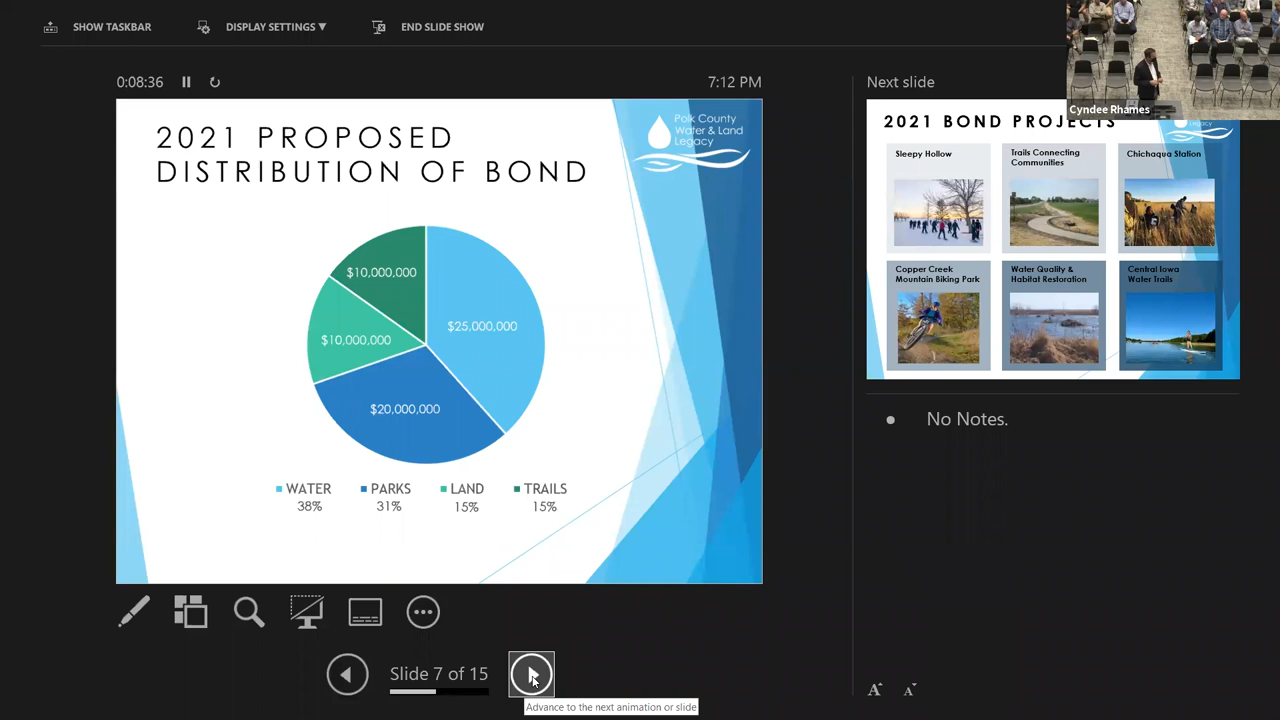 SHOW TASKBAR
DISPLAY SETTINGS ▼
END SLIDE SHOW
0:08:36
7:12 PM
2021 PROPOSED
DISTRIBUTION OF BOND
Polk County
Water & Land
Legacy
$10,000,000
$25,000,000
$10,000,000
$20,000,000
WATER
PARKS
LAND
TRAILS
38%
31%
15%
15%
Next slide
Cyndee Rhames
2021 BOND PROJECTS
Legacy
Sleepy Hollow
Trails Connecting
Communities
Chichaqua Station
Copper Creek
Mountain Biking Park
Water Quality &
Habitat Restoration
Central Iowa
Water Trails
No Notes.
Slide 7 of 15
Advance to the next animation or slide
A
A